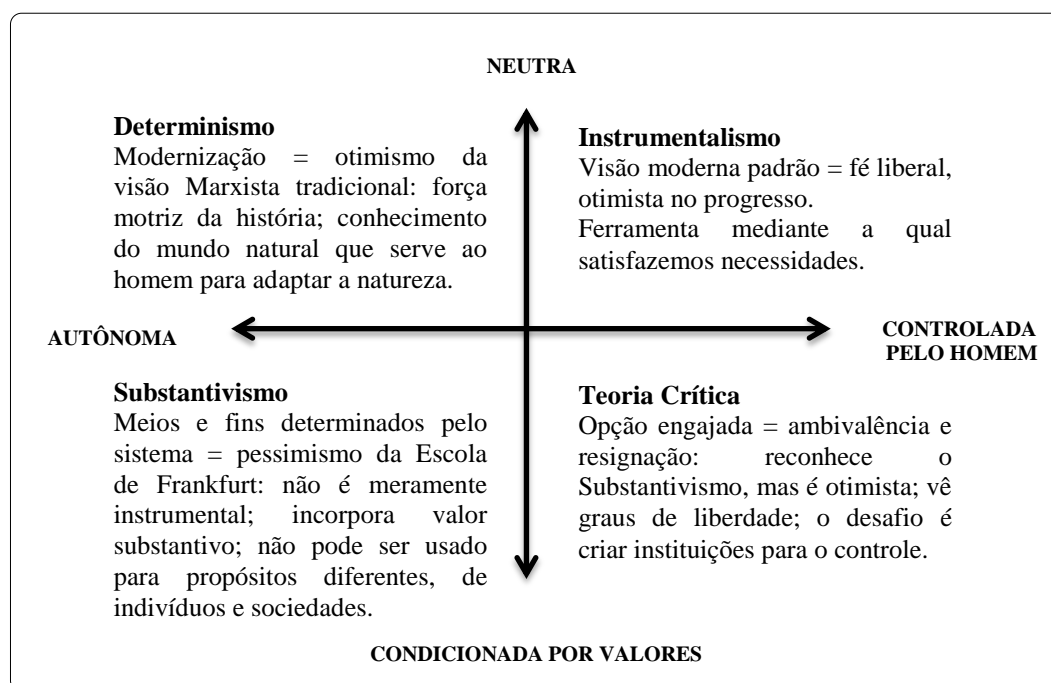 NEUTRA
Determinismo
Modernização = otimismo da
visão Marxista tradicional: força
motriz da história; conhecimento
do mundo natural que serve ao
homem para adaptar a natureza.
Instrumentalismo
Visão moderna padrão = fé liberal,
otimista no progresso.
Ferramenta mediante a qual
satisfazemos necessidades.
AUTÔNOMA
CONTROLADA
PELO HOMEM
Substantivismo
Meios e fins determinados pelo
sistema = pessimismo da Escola
de Frankfurt: não é meramente
instrumental; incorpora valor
substantivo; não pode ser usado
para propósitos diferentes, de
indivíduos e sociedades.
Teoria Crítica
Opção engajada = ambivalência e
resignação: reconhece o
Substantivismo, mas é otimista; vê
graus de liberdade; o desafio é
criar instituições para o controle.
CONDICIONADA POR VALORES